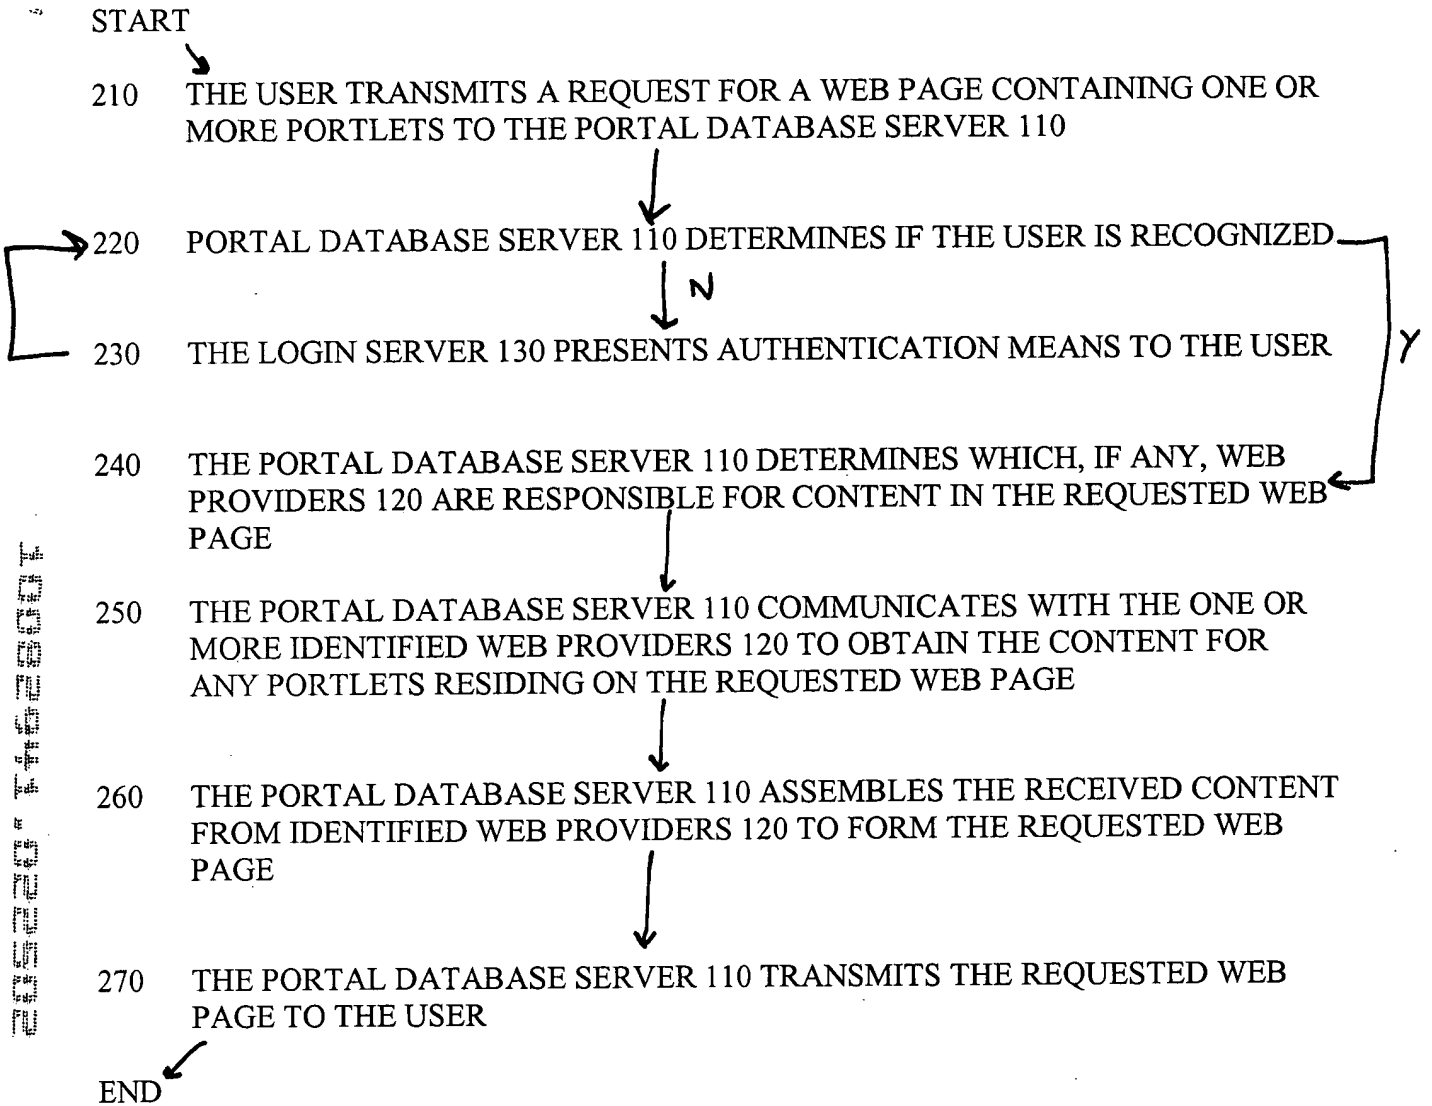 START
210 THE USER TRANSMITS A REQUEST FOR A WEB PAGE CONTAINING ONE OR
MORE PORTLETS TO THE PORTAL DATABASE SERVER 110
220 PORTAL DATABASE SERVER 110 DETERMINES IF THE USER IS RECOGNIZED
N
230 THE LOGIN SERVER 130 PRESENTS AUTHENTICATION MEANS TO THE USER
Y
240 THE PORTAL DATABASE SERVER 110 DETERMINES WHICH, IF ANY, WEB
PROVIDERS 120 ARE RESPONSIBLE FOR CONTENT IN THE REQUESTED WEB
PAGE
250 THE PORTAL DATABASE SERVER 110 COMMUNICATES WITH THE ONE OR
MORE IDENTIFIED WEB PROVIDERS 120 TO OBTAIN THE CONTENT FOR
ANY PORTLETS RESIDING ON THE REQUESTED WEB PAGE
260 THE PORTAL DATABASE SERVER 110 ASSEMBLES THE RECEIVED CONTENT
FROM IDENTIFIED WEB PROVIDERS 120 TO FORM THE REQUESTED WEB
PAGE
270 THE PORTAL DATABASE SERVER 110 TRANSMITS THE REQUESTED WEB
PAGE TO THE USER
END